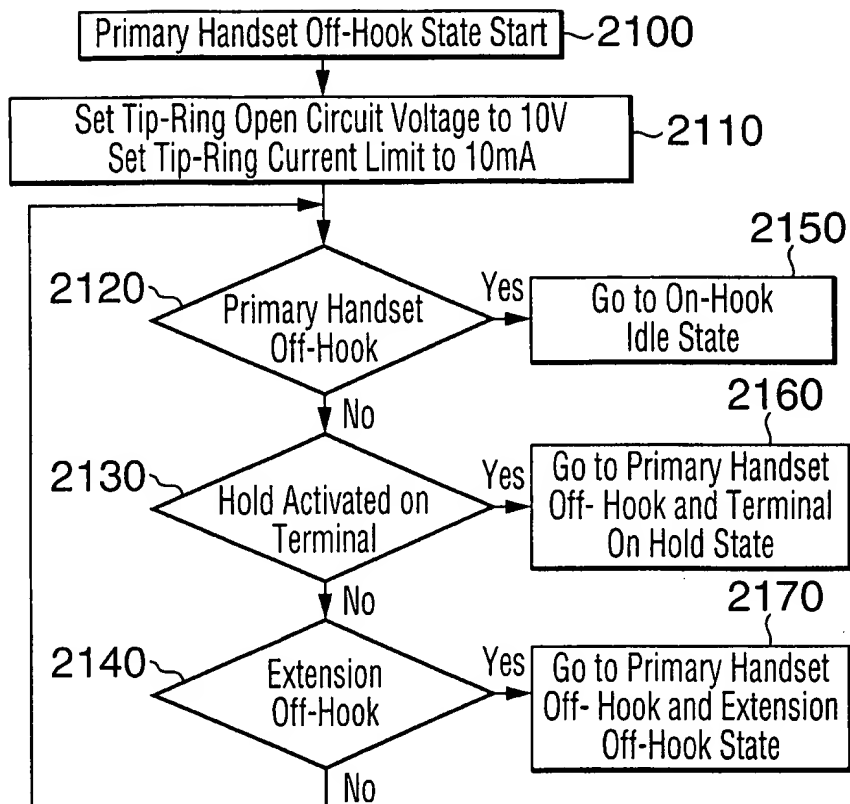 Primary Handset Off-Hook State Start
2100
Set Tip-Ring Open Circuit Voltage to 10V
Set Tip-Ring Current Limit to 10mA
2110
2120
Primary Handset
Off-Hook
Yes
2150
Go to On-Hook
Idle State
No
2130
Hold Activated on
Terminal
Yes
2160
Go to Primary Handset
Off- Hook and Terminal
On Hold State
No
2140
Extension
Off-Hook
Yes
2170
Go to Primary Handset
Off- Hook and Extension
Off-Hook State
No